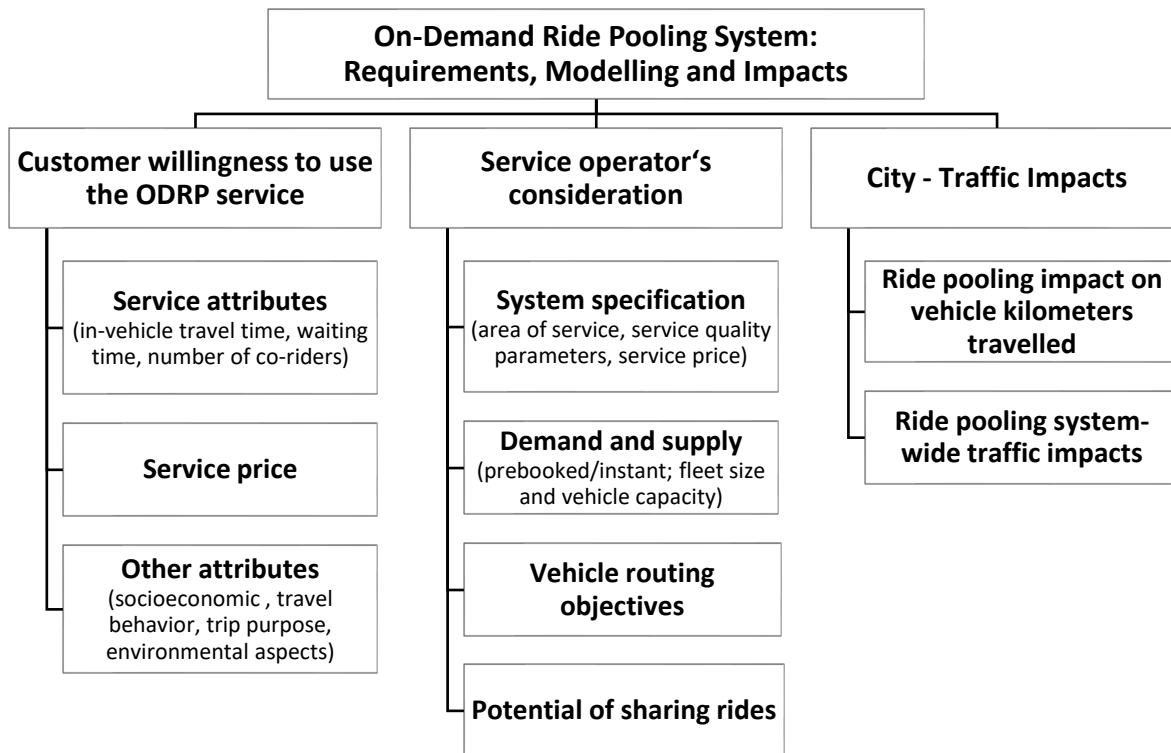 On-Demand Ride Pooling System:
Requirements, Modelling and Impacts
Customer willingness to use
the ODRP service
Service attributes
(in-vehicle travel time, waiting
time, number of co-riders)
Service price
Other attributes
(socioeconomic , travel
behavior, trip purpose,
environmental aspects)
Service operator‘s
consideration
System specification
(area of service, service quality
parameters, service price)
Demand and supply
(prebooked/instant; fleet size
and vehicle capacity)
Vehicle routing
objectives
Potential of sharing rides
City - Traffic Impacts
Ride pooling impact on
vehicle kilometers
travelled
Ride pooling system-
wide traffic impacts